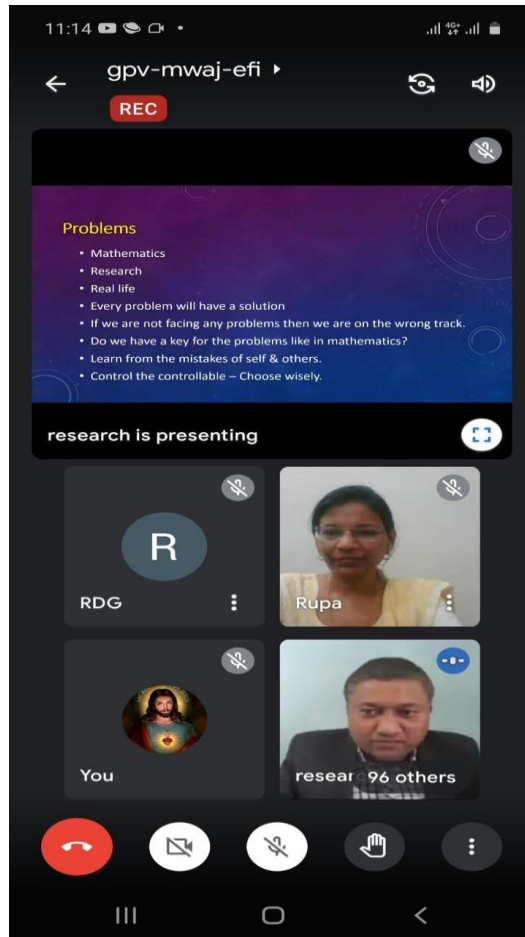 11:14
4G+
gpv-mwaj-efi
REC
Problems
• Mathematics
• Research
• Real life
• Every problem will have a solution
• If we are not facing any problems then we are on the wrong track.
• Do we have a key for the problems like in mathematics?
• Learn from the mistakes of self & others.
• Control the controllable – Choose wisely.
research is presenting
R
RDG
Rupa
You
resear 96 others